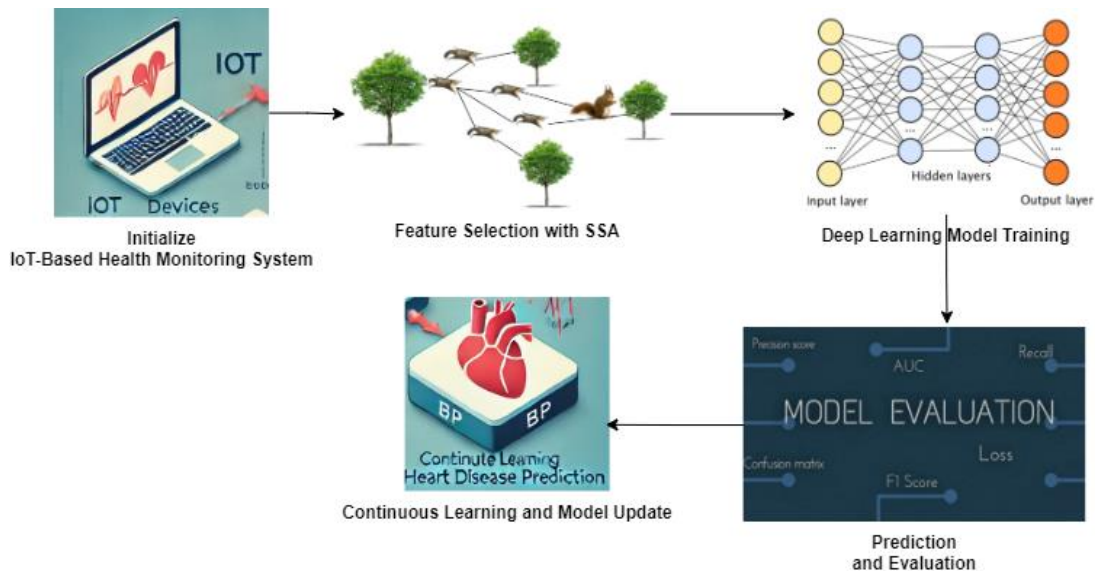 IOT
IOT Devices
Initialize
IoT-Based Health Monitoring System
Feature Selection with SSA
...
...
...
...
Hidden layers
Input layer
Output layer
Deep Learning Model Training
Precision score
AUC
Recall
MODEL EVALUATION
Loss
Confusion matrix
F1 Score
Prediction
and Evaluation
BP BP
Continute Learning
Heart Disease Prediction
Continuous Learning and Model Update